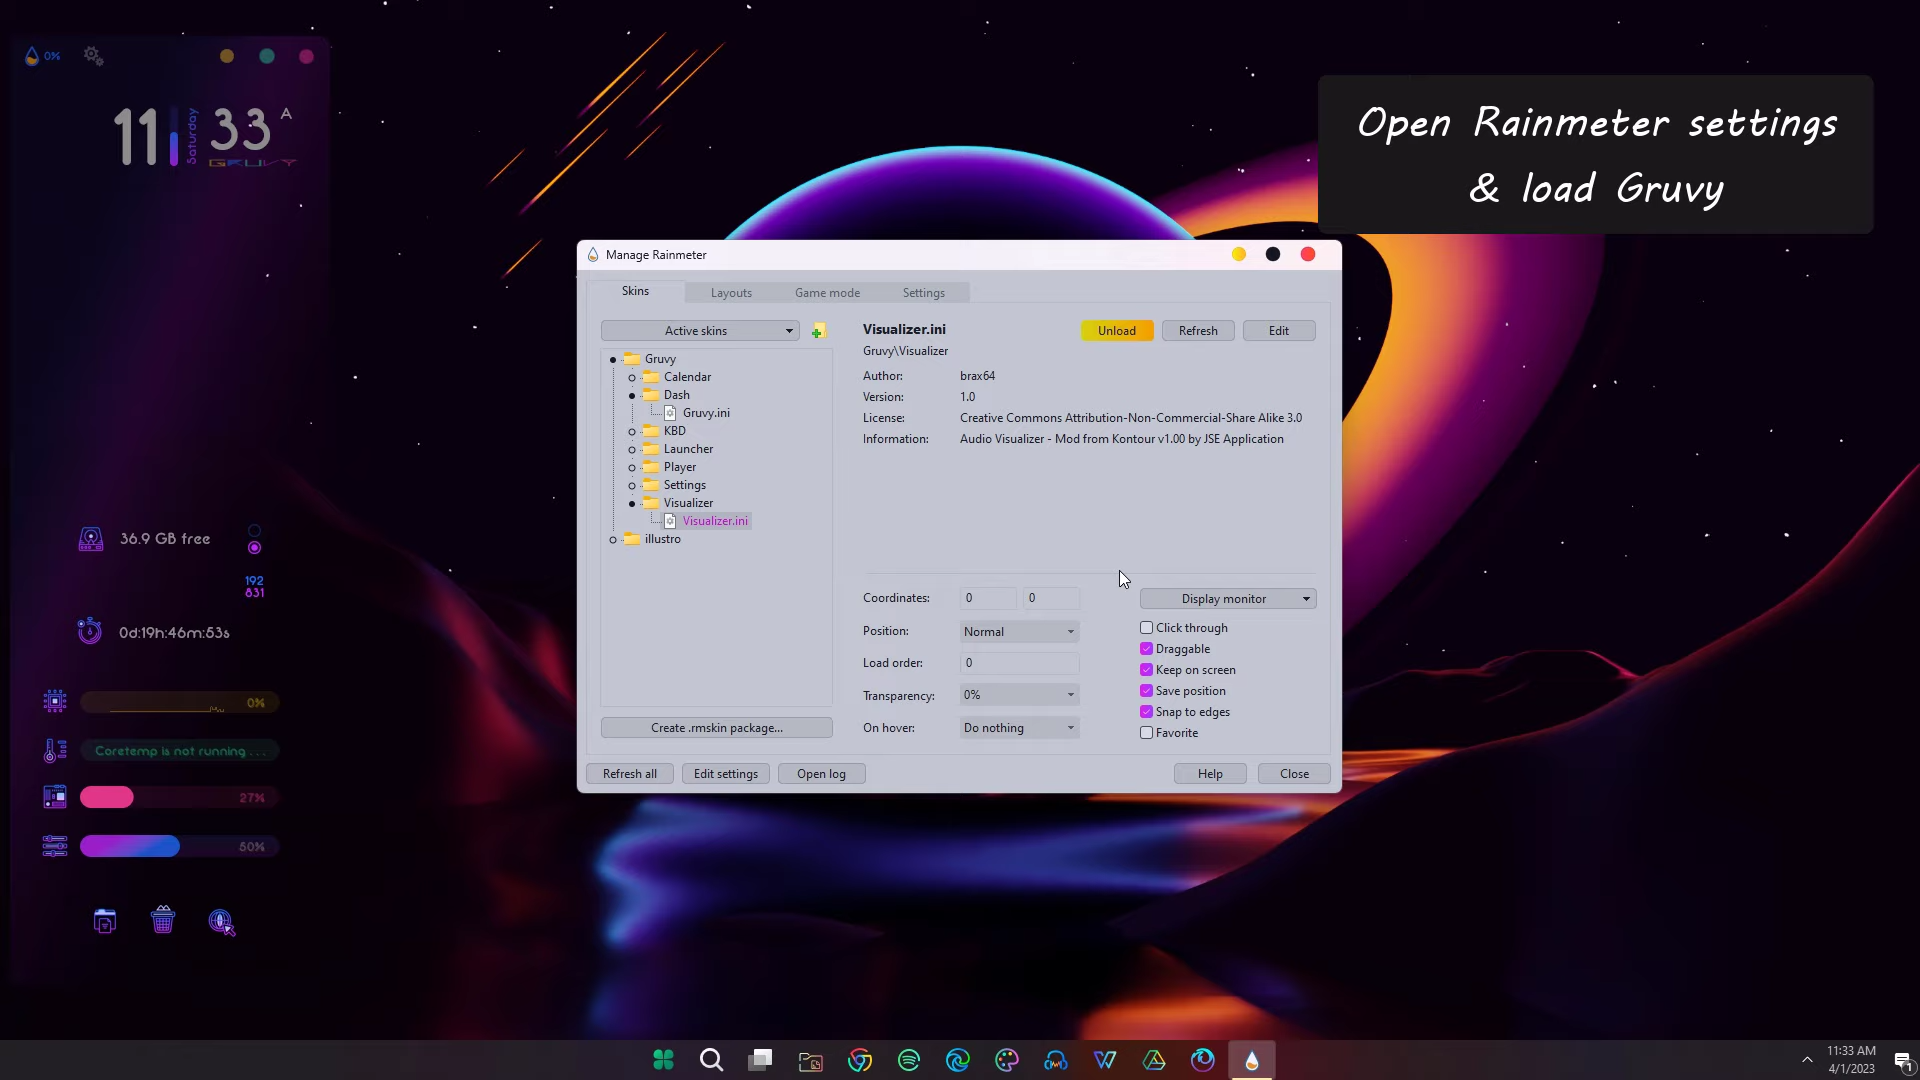 0%
11
Saturday
33
A
GRUVY
Open Rainmeter settings
& load Gruvy
Manage Rainmeter
Skins
Layouts
Game mode
Settings
Active skins
Gruvy
Calendar
Dash
Gruvy.ini
KBD
Launcher
Player
Settings
Visualizer
Visualizer.ini
illustro
Create .rmskin package...
Visualizer.ini
Unload
Refresh
Edit
Gruvy\Visualizer
Author: brax64
Version: 1.0
License: Creative Commons Attribution-Non-Commercial-Share Alike 3.0
Information: Audio Visualizer - Mod from Kontour v1.00 by JSE Application
Coordinates: 0 0
Position: Normal
Load order: 0
Transparency: 0%
On hover: Do nothing
Display monitor
Click through
Draggable
Keep on screen
Save position
Snap to edges
Favorite
Refresh all
Edit settings
Open log
Help
Close
36.9 GB free
192
831
0d:19h:46m:53s
0%
Coretemp is not running . . .
27%
50%
11:33 AM
4/1/2023
1